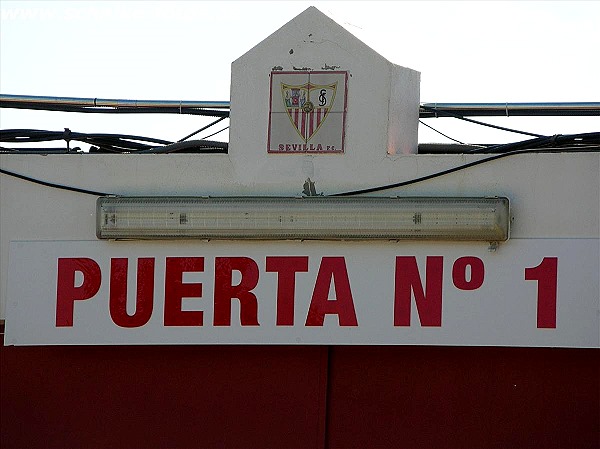 SEVILLA F.C.
PUERTA Nº 1